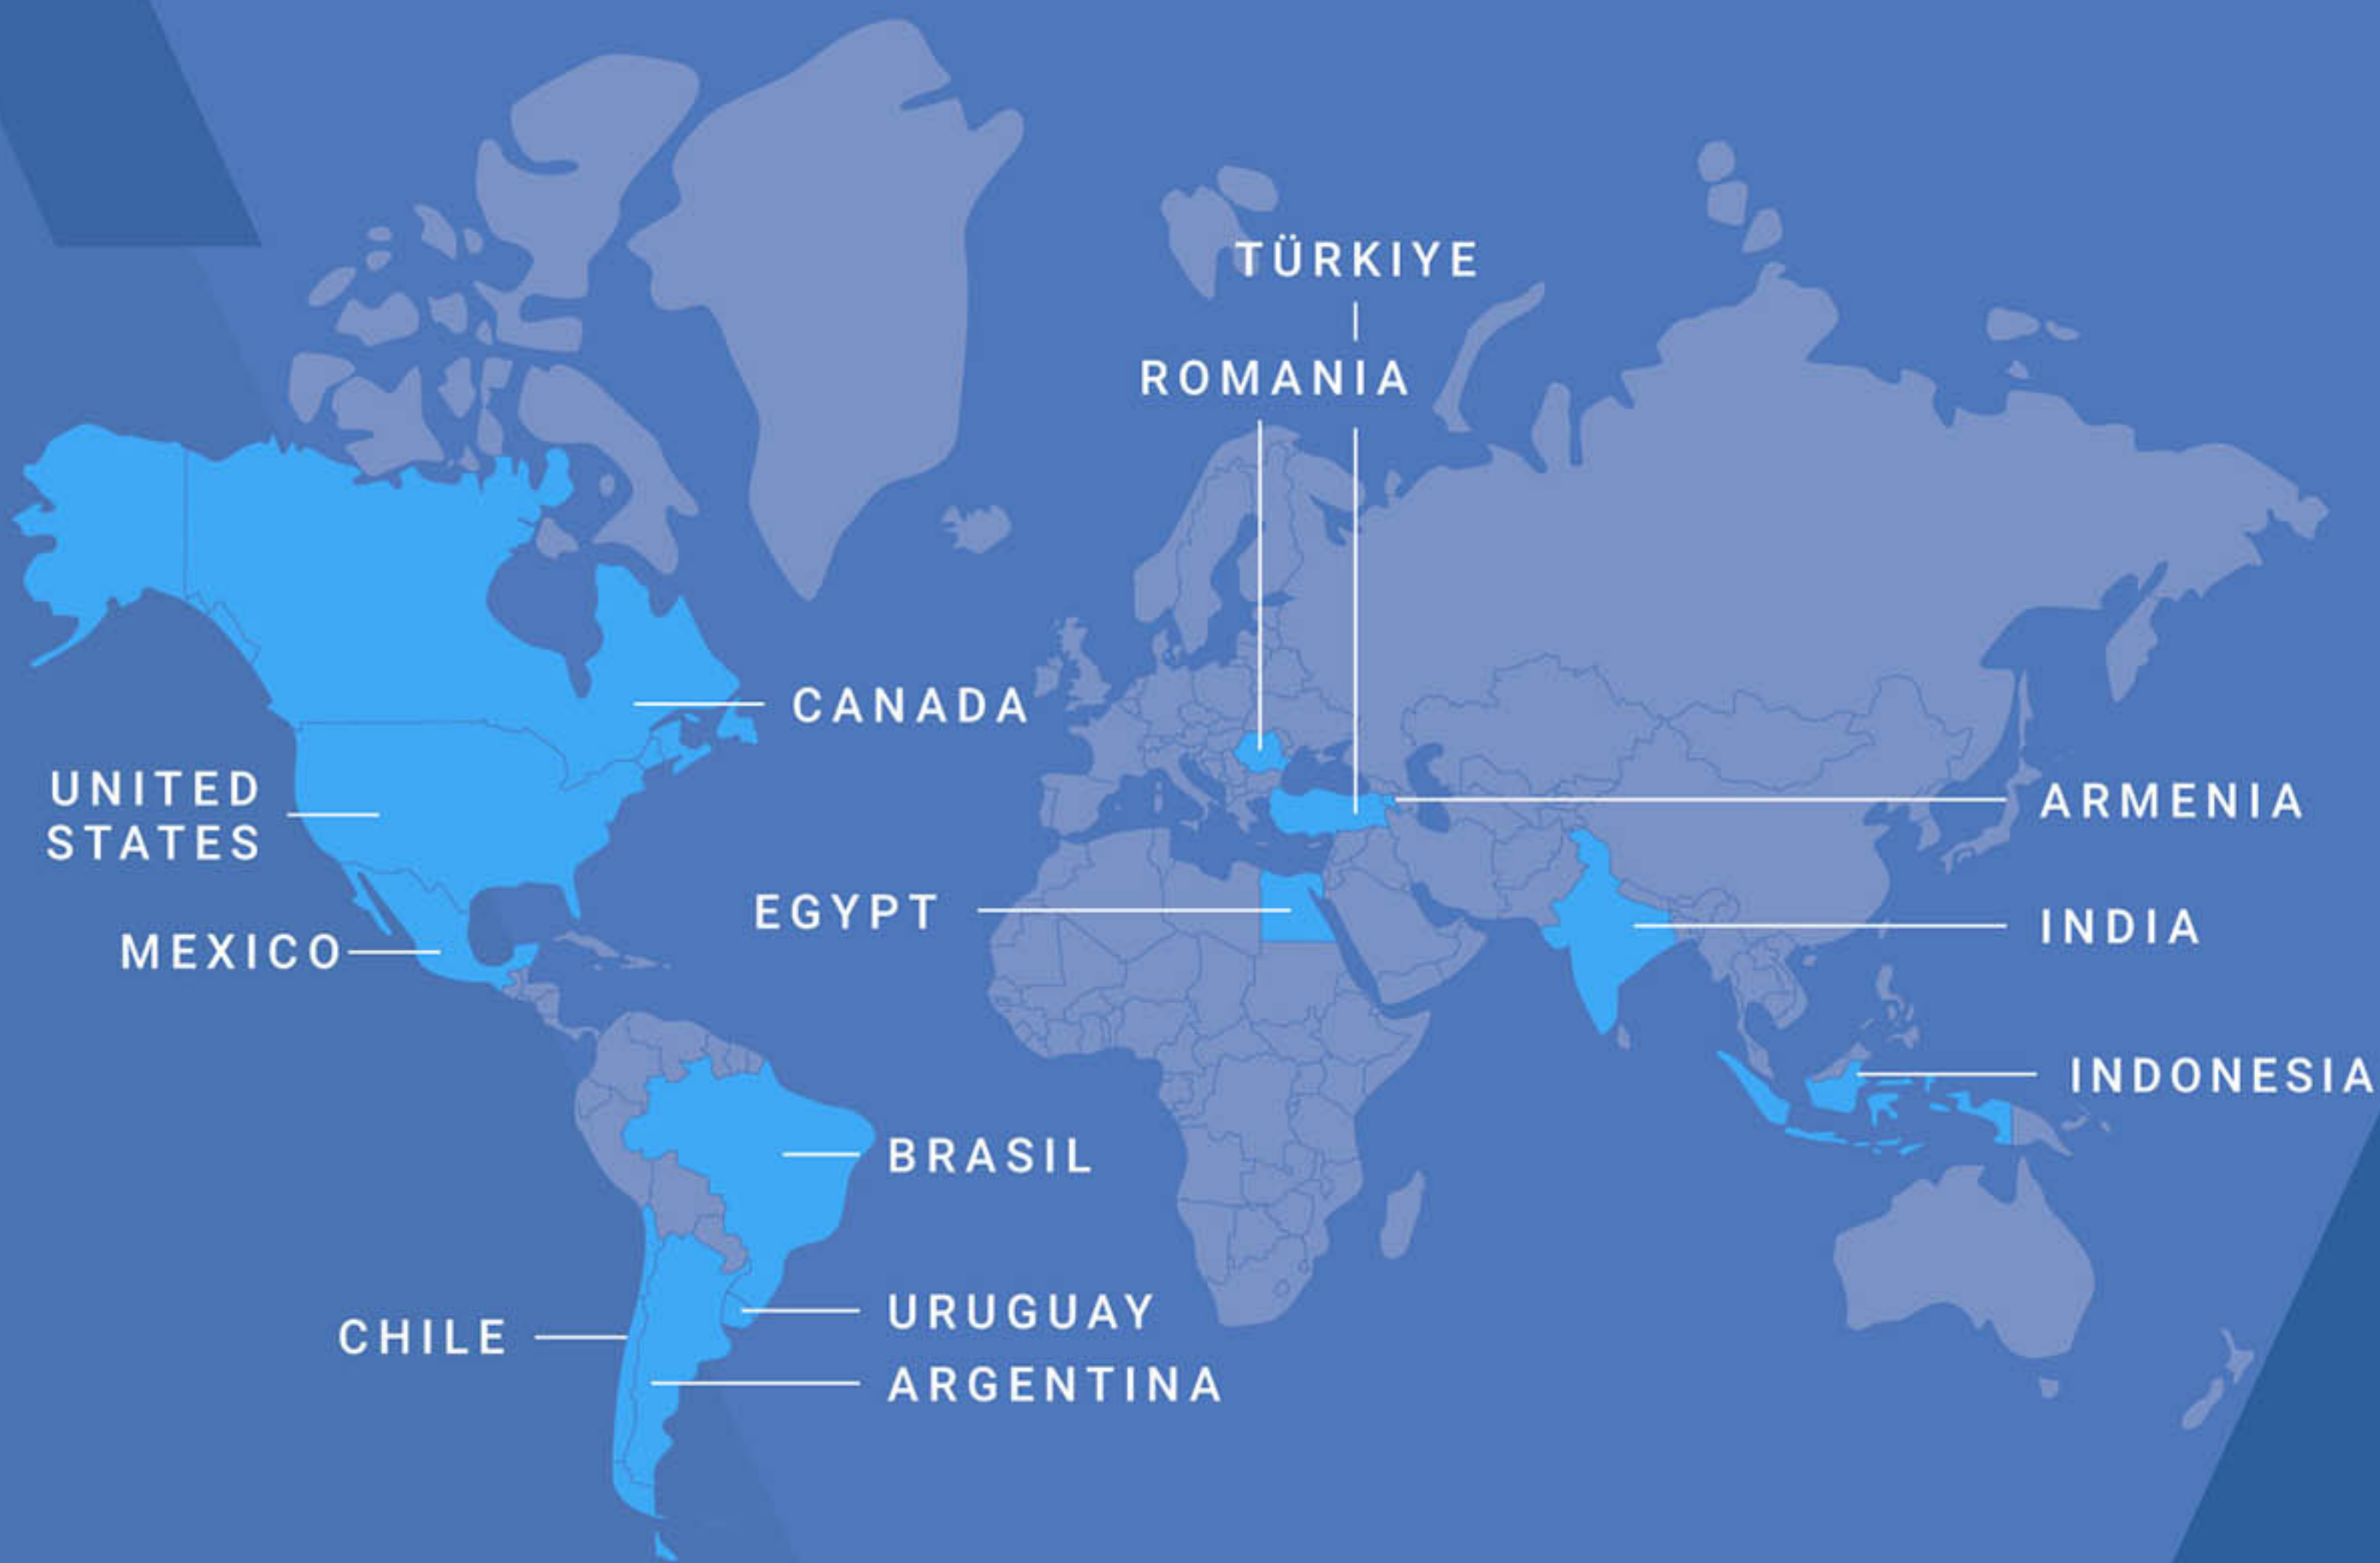 TÜRKIYE
ROMANIA
CANADA
UNITED
STATES
ARMENIA
EGYPT
INDIA
MEXICO
INDONESIA
BRASIL
URUGUAY
CHILE
ARGENTINA